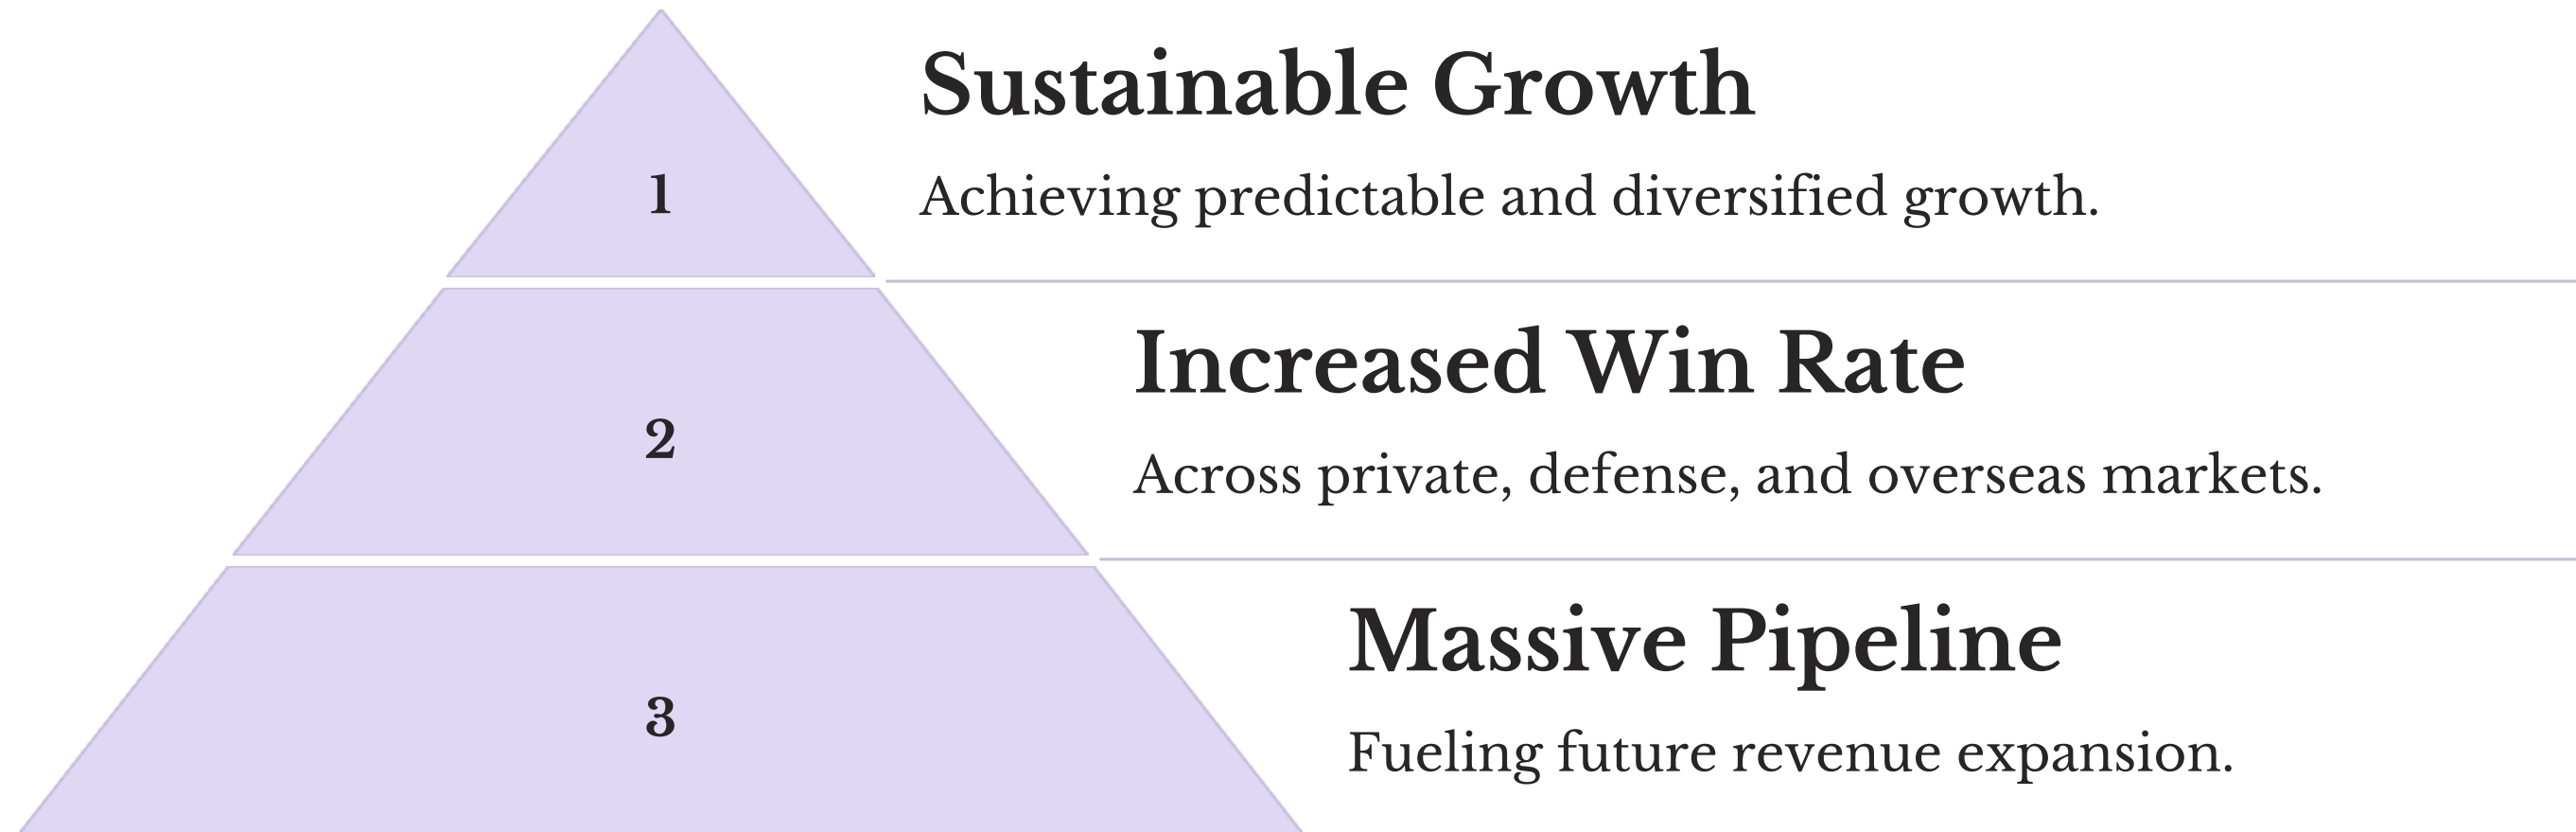 1
Sustainable Growth
Achieving predictable and diversified growth.
2
Increased Win Rate
Across private, defense, and overseas markets.
3
Massive Pipeline
Fueling future revenue expansion.